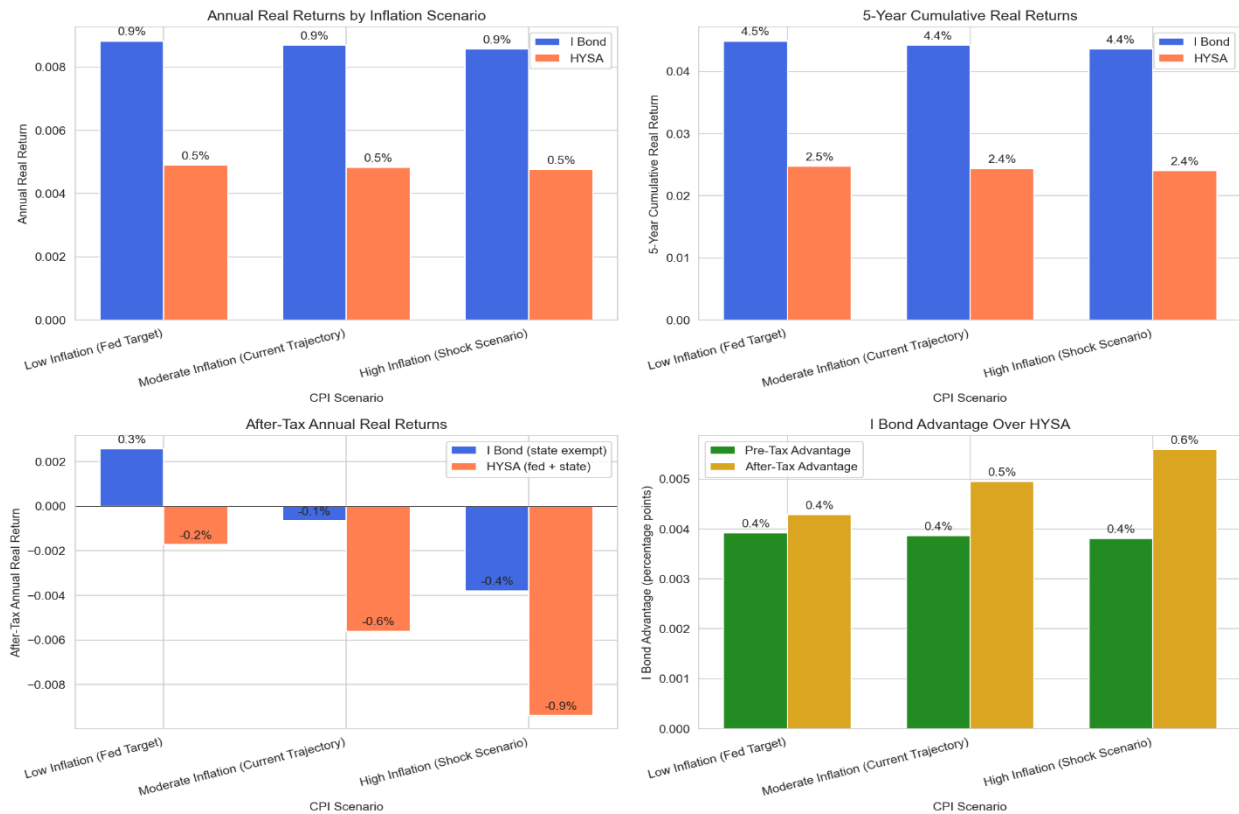 Annual Real Returns by Inflation Scenario
0.9%
0.9%
0.9%
I Bond
HYSA
0.5%
0.5%
0.5%
0.008
0.006
0.004
0.002
0.000
Annual Real Return
Low Inflation (Fed Target)
Moderate Inflation (Current Trajectory)
High Inflation (Shock Scenario)
CPI Scenario
5-Year Cumulative Real Returns
4.5%
4.4%
4.4%
I Bond
HYSA
2.5%
2.4%
2.4%
0.04
0.03
0.02
0.01
0.00
5-Year Cumulative Real Return
Low Inflation (Fed Target)
Moderate Inflation (Current Trajectory)
High Inflation (Shock Scenario)
CPI Scenario
After-Tax Annual Real Returns
0.3%
I Bond (state exempt)
HYSA (fed + state)
-0.1%
-0.2%
-0.4%
-0.6%
-0.9%
0.002
0.000
−0.002
−0.004
−0.006
−0.008
After-Tax Annual Real Return
Low Inflation (Fed Target)
Moderate Inflation (Current Trajectory)
High Inflation (Shock Scenario)
CPI Scenario
I Bond Advantage Over HYSA
Pre-Tax Advantage
After-Tax Advantage
0.6%
0.5%
0.4%
0.4%
0.4%
0.4%
0.005
0.004
0.003
0.002
0.001
0.000
I Bond Advantage (percentage points)
Low Inflation (Fed Target)
Moderate Inflation (Current Trajectory)
High Inflation (Shock Scenario)
CPI Scenario